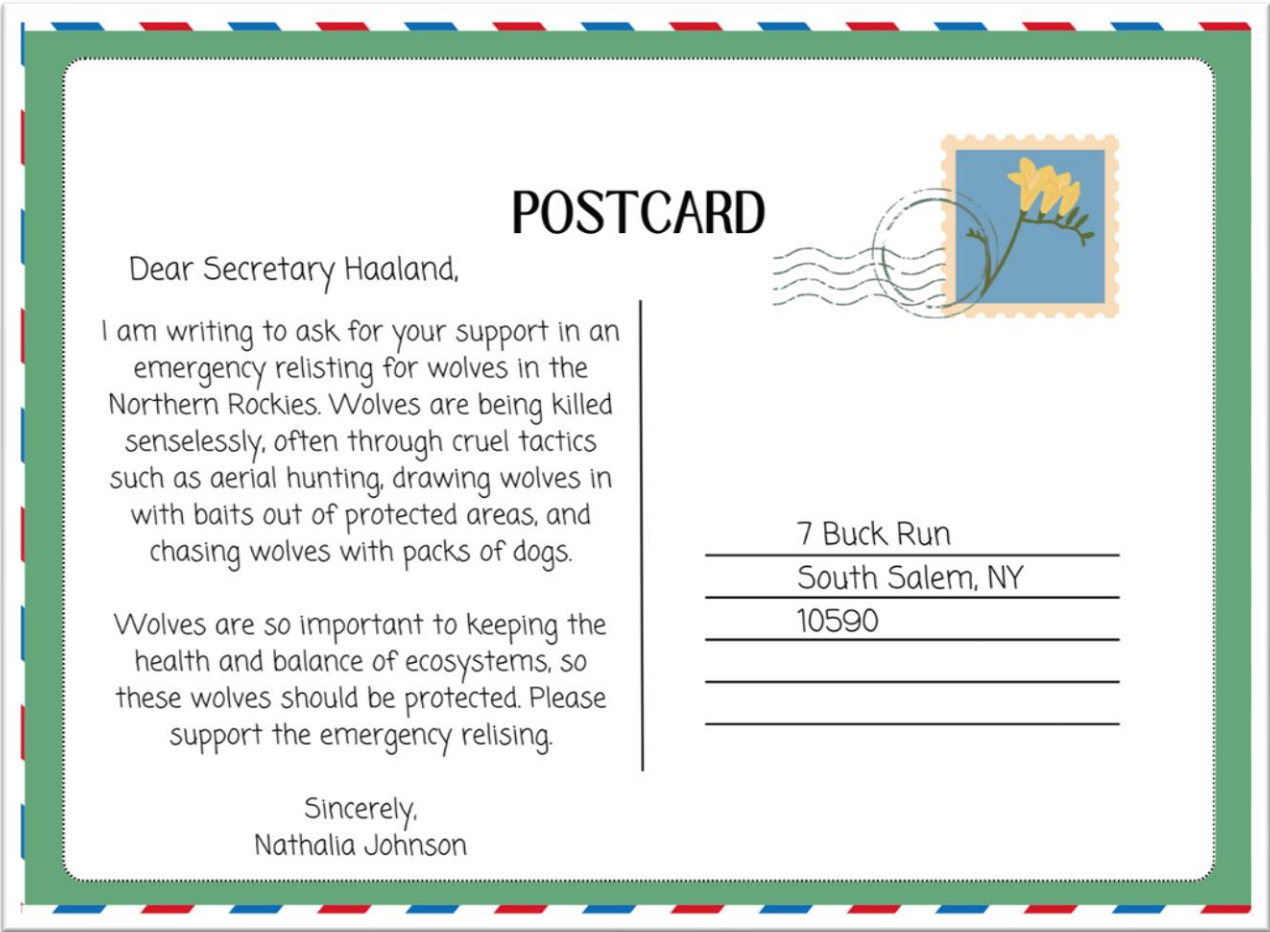 POSTCARD
Dear Secretary Haaland,
I am writing to ask for your support in an
emergency relisting for wolves in the
Northern Rockies. Wolves are being killed
senselessly, often through cruel tactics
such as aerial hunting, drawing wolves in
with baits out of protected areas, and
chasing wolves with packs of dogs.
Wolves are so important to keeping the
health and balance of ecosystems, so
these wolves should be protected. Please
support the emergency relising.
Sincerely,
Nathalia Johnson
7 Buck Run
South Salem, NY
10590